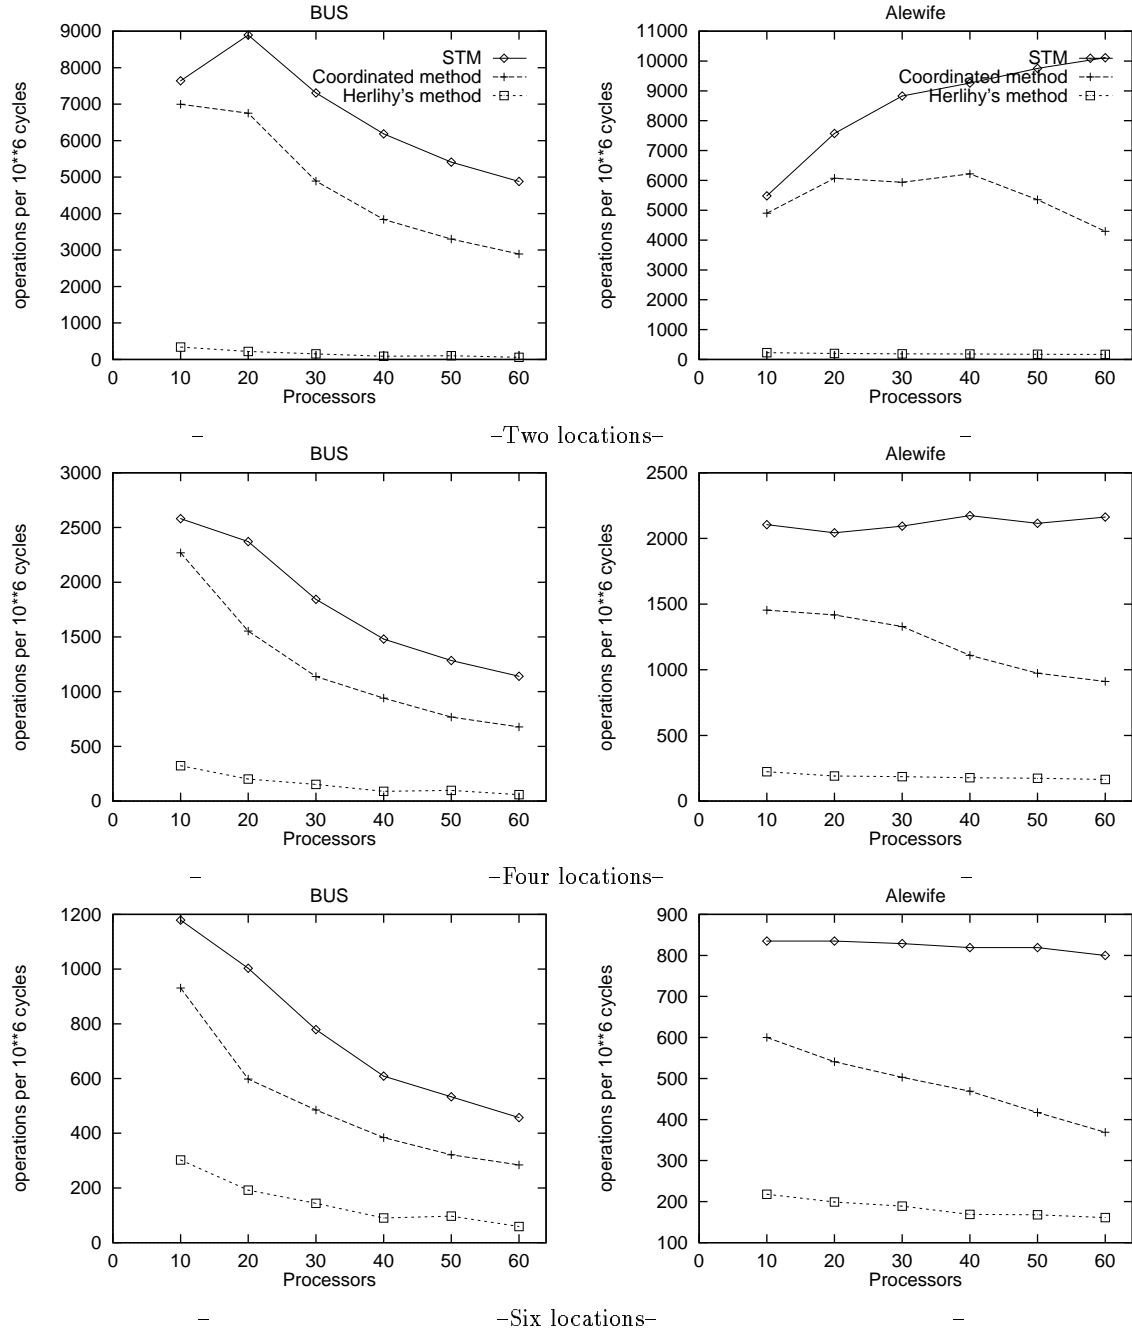 BUS
9000
8000
7000
6000
5000
4000
3000
2000
1000
0
operations per 10**6 cycles
STM
Coordinated method
Herlihy's method
0 10 20 30 40 50 60
Processors
Alewife
11000
10000
9000
8000
7000
6000
5000
4000
3000
2000
1000
0
operations per 10**6 cycles
STM
Coordinated method
Herlihy's method
0 10 20 30 40 50 60
Processors
– –Two locations– –
BUS
3000
2500
2000
1500
1000
500
0
operations per 10**6 cycles
0 10 20 30 40 50 60
Processors
Alewife
2500
2000
1500
1000
500
0
operations per 10**6 cycles
0 10 20 30 40 50 60
Processors
– –Four locations– –
BUS
1200
1000
800
600
400
200
0
operations per 10**6 cycles
0 10 20 30 40 50 60
Processors
Alewife
900
800
700
600
500
400
300
200
100
operations per 10**6 cycles
0 10 20 30 40 50 60
Processors
– –Six locations– –